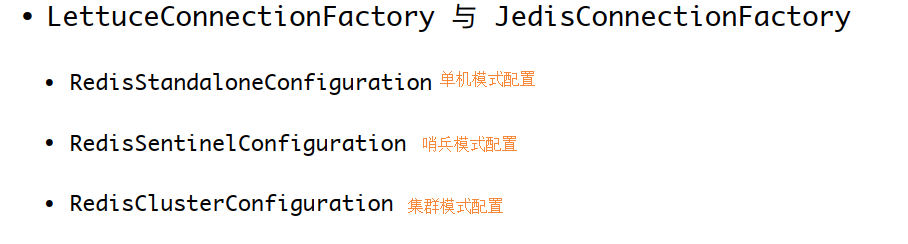 • LettuceConnectionFactory 与 JedisConnectionFactory
• RedisStandaloneConfiguration 单机模式配置
• RedisSentinelConfiguration 哨兵模式配置
• RedisClusterConfiguration 集群模式配置